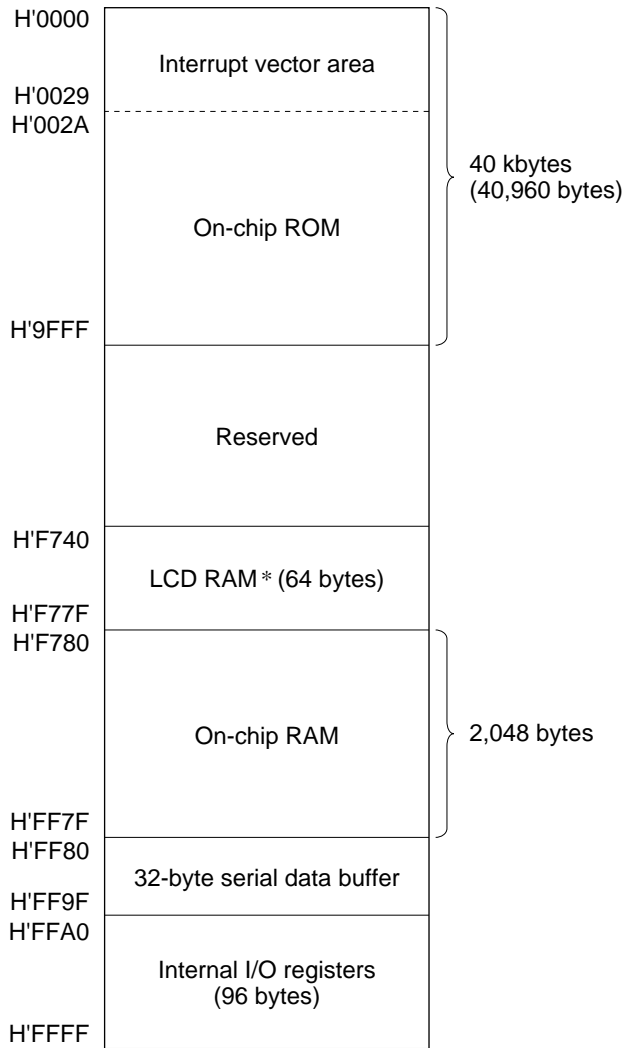 H'0000
Interrupt vector area
H'0029
H'002A
40 kbytes
(40,960 bytes)
On-chip ROM
H'9FFF
Reserved
H'F740
LCD RAM* (64 bytes)
H'F77F
H'F780
On-chip RAM
2,048 bytes
H'FF7F
H'FF80
32-byte serial data buffer
H'FF9F
H'FFA0
Internal I/O registers
(96 bytes)
H'FFFF